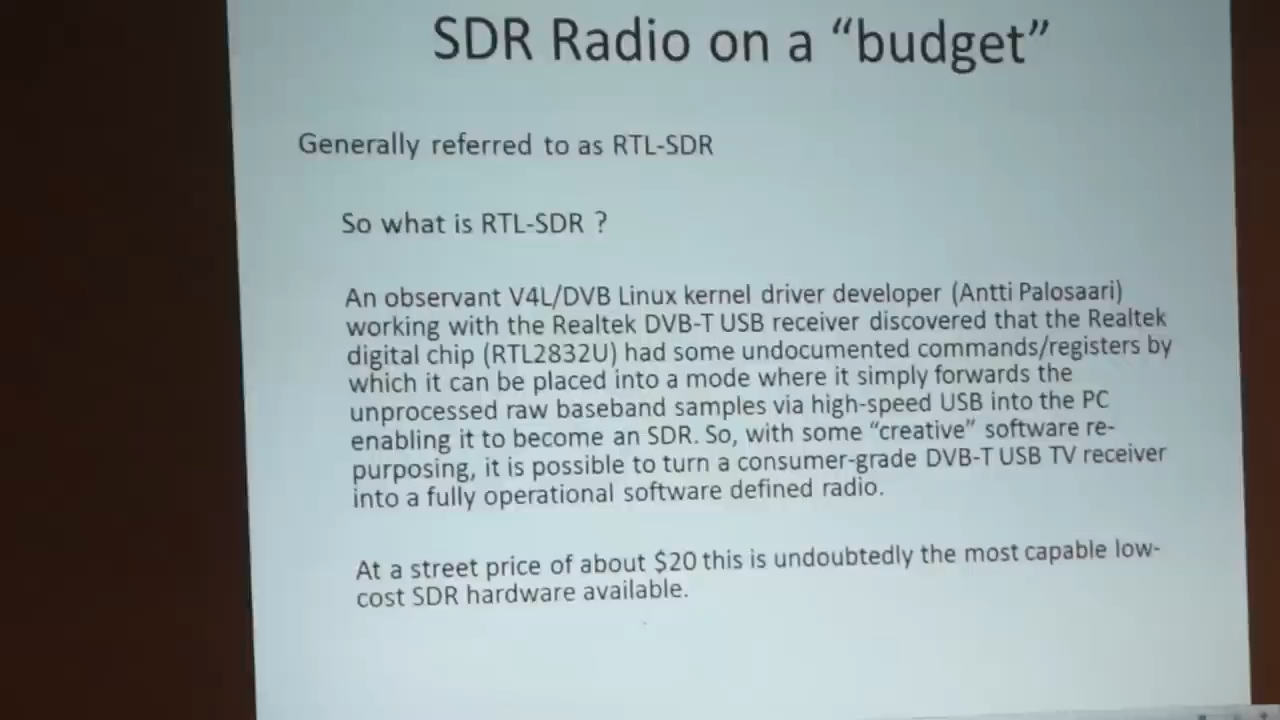 SDR Radio on a “budget”
Generally referred to as RTL-SDR
So what is RTL-SDR ?
An observant V4L/DVB Linux kernel driver developer (Antti Palosaari)
working with the Realtek DVB-T USB receiver discovered that the Realtek
digital chip (RTL2832U) had some undocumented commands/registers by
which it can be placed into a mode where it simply forwards the
unprocessed raw baseband samples via high-speed USB into the PC
enabling it to become an SDR. So, with some “creative” software re-
purposing, it is possible to turn a consumer-grade DVB-T USB TV receiver
into a fully operational software defined radio.
At a street price of about $20 this is undoubtedly the most capable low-
cost SDR hardware available.